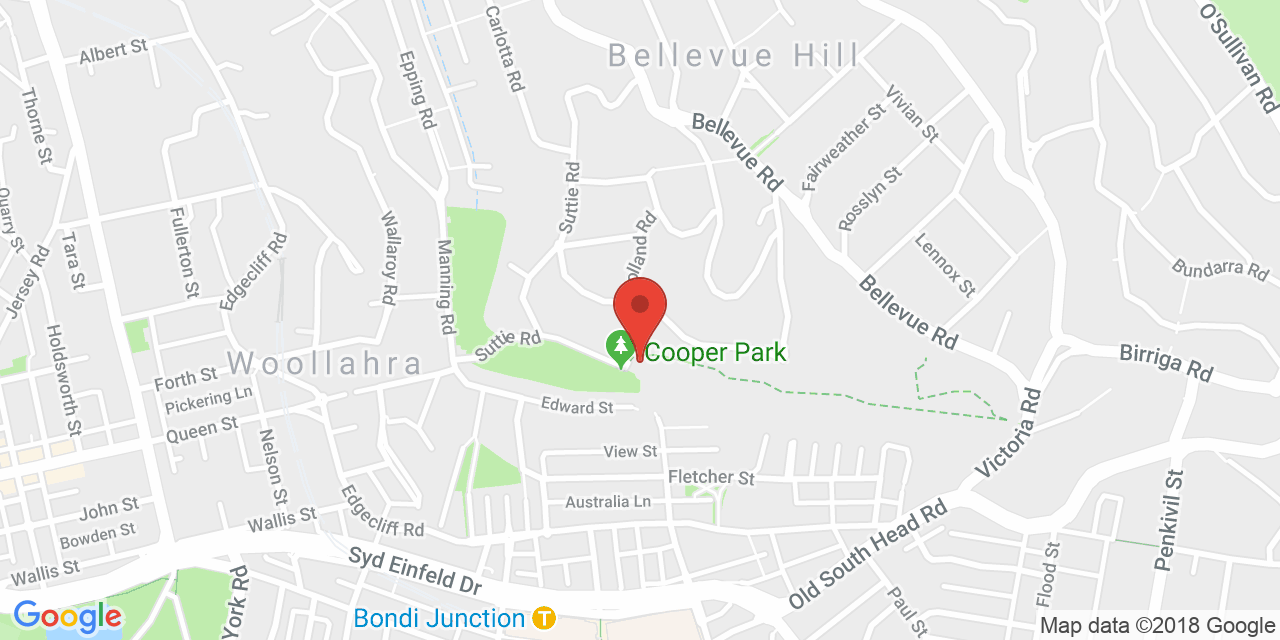 Albert St
Carlotta Rd
Epping Rd
Bellevue Hill
O'Sullivan Rd
Thorne St
Bellevue Rd
Fairweather St
Vivian St
Quarry St
Jersey Rd
Tara St
Fullerton St
Edgecliff Rd
Wallaroy Rd
Manning Rd
Suttie Rd
olland Rd
Rosslyn St
Lennox St
Bundarra Rd
Holdsworth St
Woollahra
Suttie Rd
Cooper Park
Bellevue Rd
Birriga Rd
Forth St
Pickering Ln
Queen St
Edward St
Victoria Rd
Nelson St
View St
Fletcher St
Australia Ln
Penkivil St
John St
Bowden St
Wallis St
Edgecliff Rd
Old South Head Rd
Wallis St
Syd Einfeld Dr
York Rd
Flood St
Paul St
Bondi Junction T
Google
Map data ©2018 Google